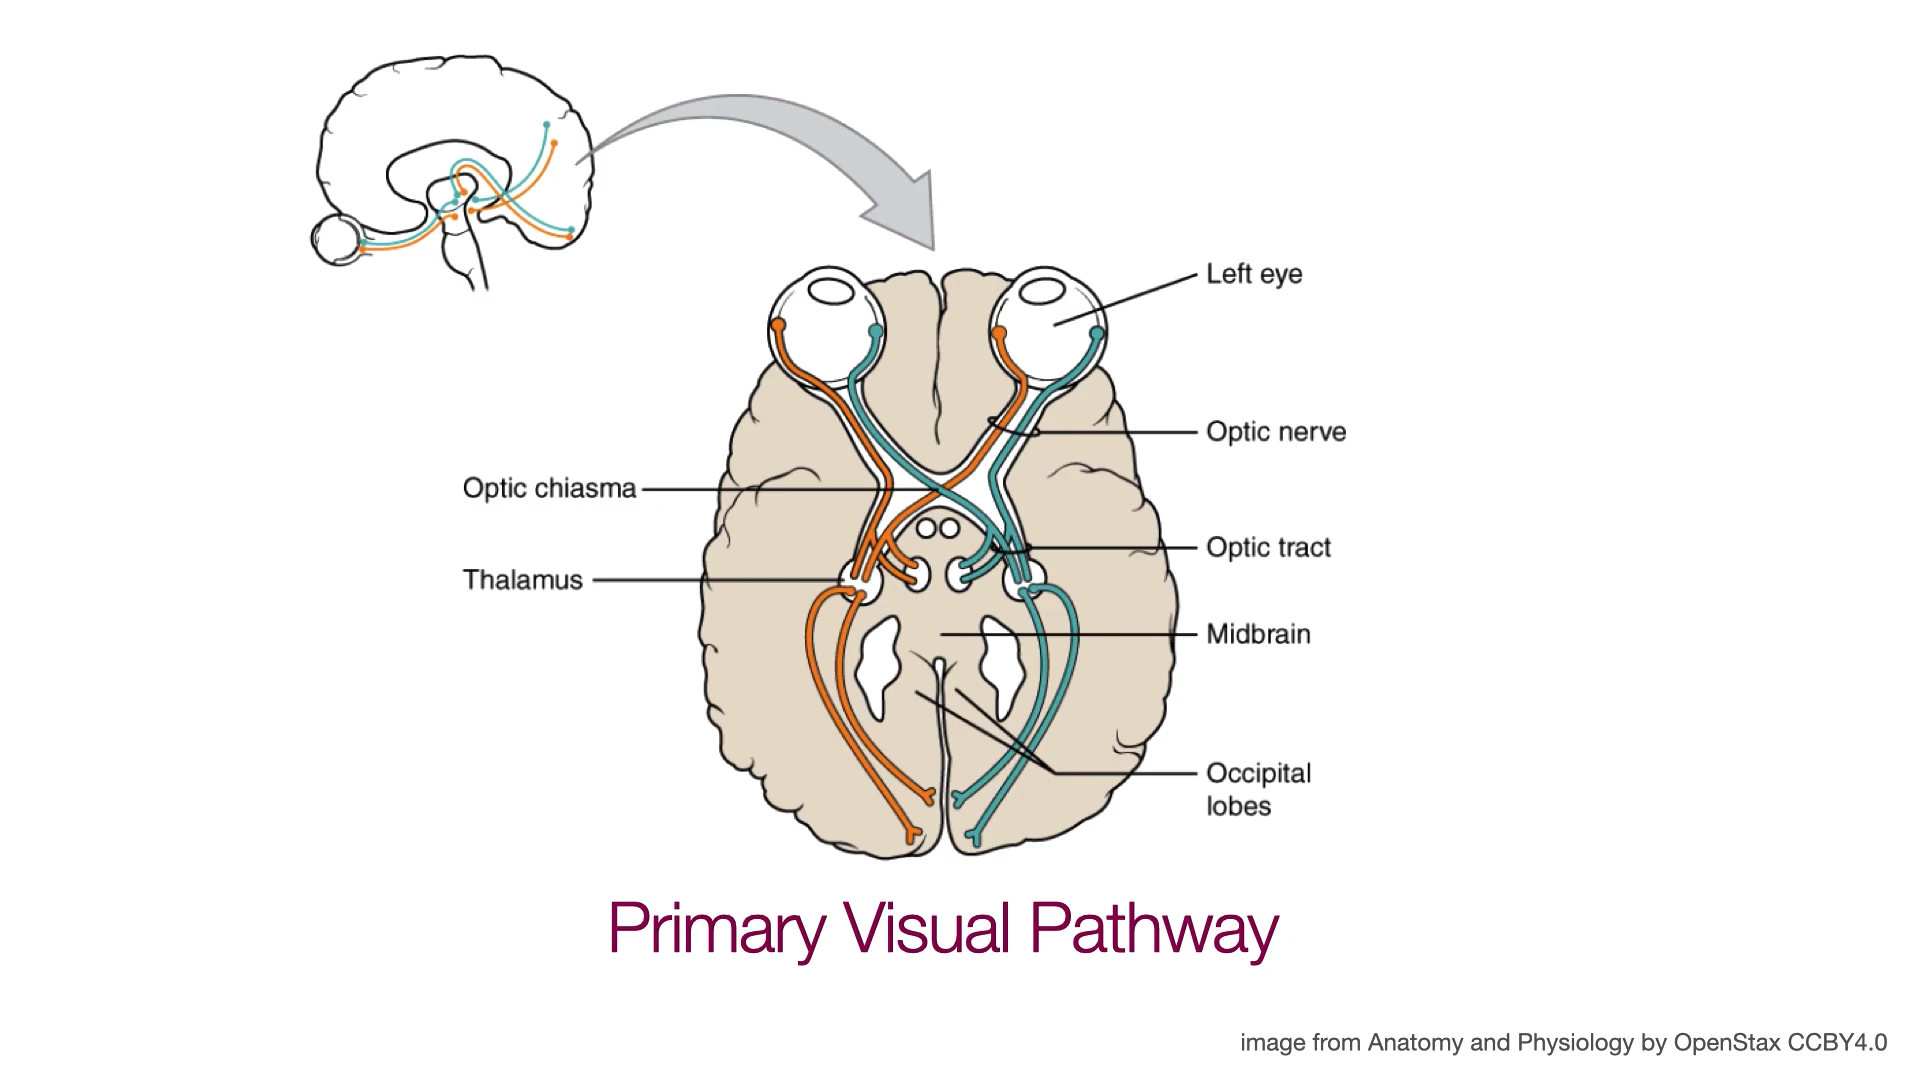 Left eye
Optic nerve
Optic chiasma
Optic tract
Thalamus
Midbrain
Occipital
lobes
Primary Visual Pathway
image from Anatomy and Physiology by OpenStax CCBY4.0